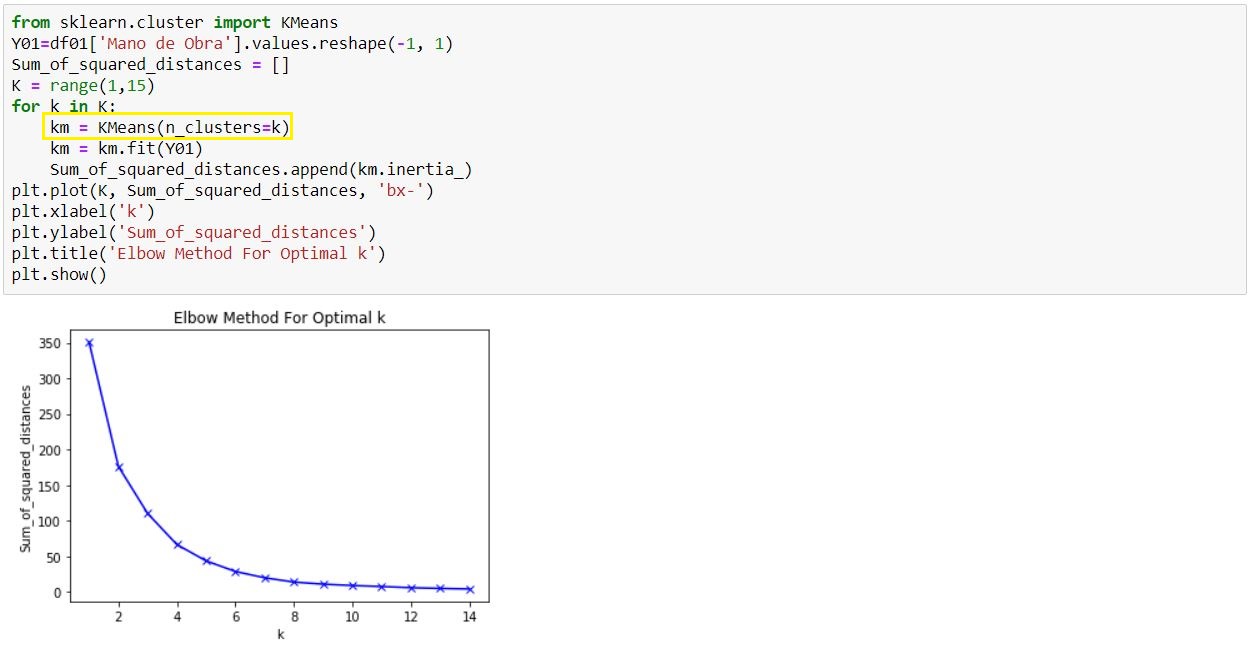 from sklearn.cluster import KMeans
Y01=df01['Mano de Obra'].values.reshape(-1, 1)
Sum_of_squared_distances = []
K = range(1,15)
for k in K:
    km = KMeans(n_clusters=k)
    km = km.fit(Y01)
    Sum_of_squared_distances.append(km.inertia_)
plt.plot(K, Sum_of_squared_distances, 'bx-')
plt.xlabel('k')
plt.ylabel('Sum_of_squared_distances')
plt.title('Elbow Method For Optimal k')
plt.show()
Elbow Method For Optimal k
Sum_of_squared_distances
350
300
250
200
150
100
50
0
2 4 6 8 10 12 14
k